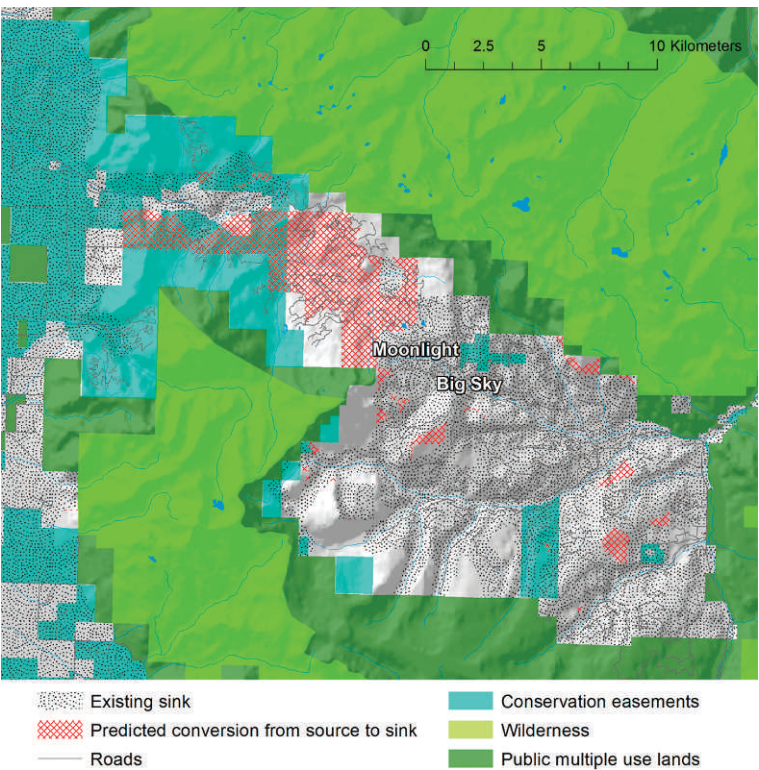 0 2.5 5 10 Kilometers
Moonlight
Big Sky
Existing sink
Predicted conversion from source to sink
Roads
Conservation easements
Wilderness
Public multiple use lands